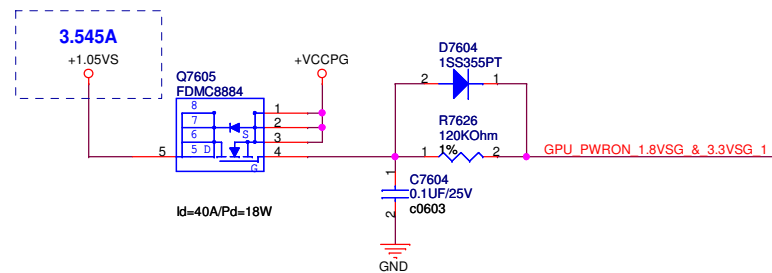 3.545A
+1.05VS
Q7605
FDMC8884
+VCCPG
D7604
1SS355PT
2
1
8
7
6
5 D
S
G
1
2
3
4
5
R7626
120KOhm
1%
1
2
GPU_PWRON_1.8VSG_&_3.3VSG_1
1
C7604
0.1UF/25V
c0603
2
Id=40A/Pd=18W
GND